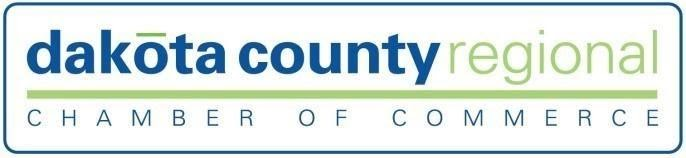 dakōta county regional
CHAMBER OF COMMERCE